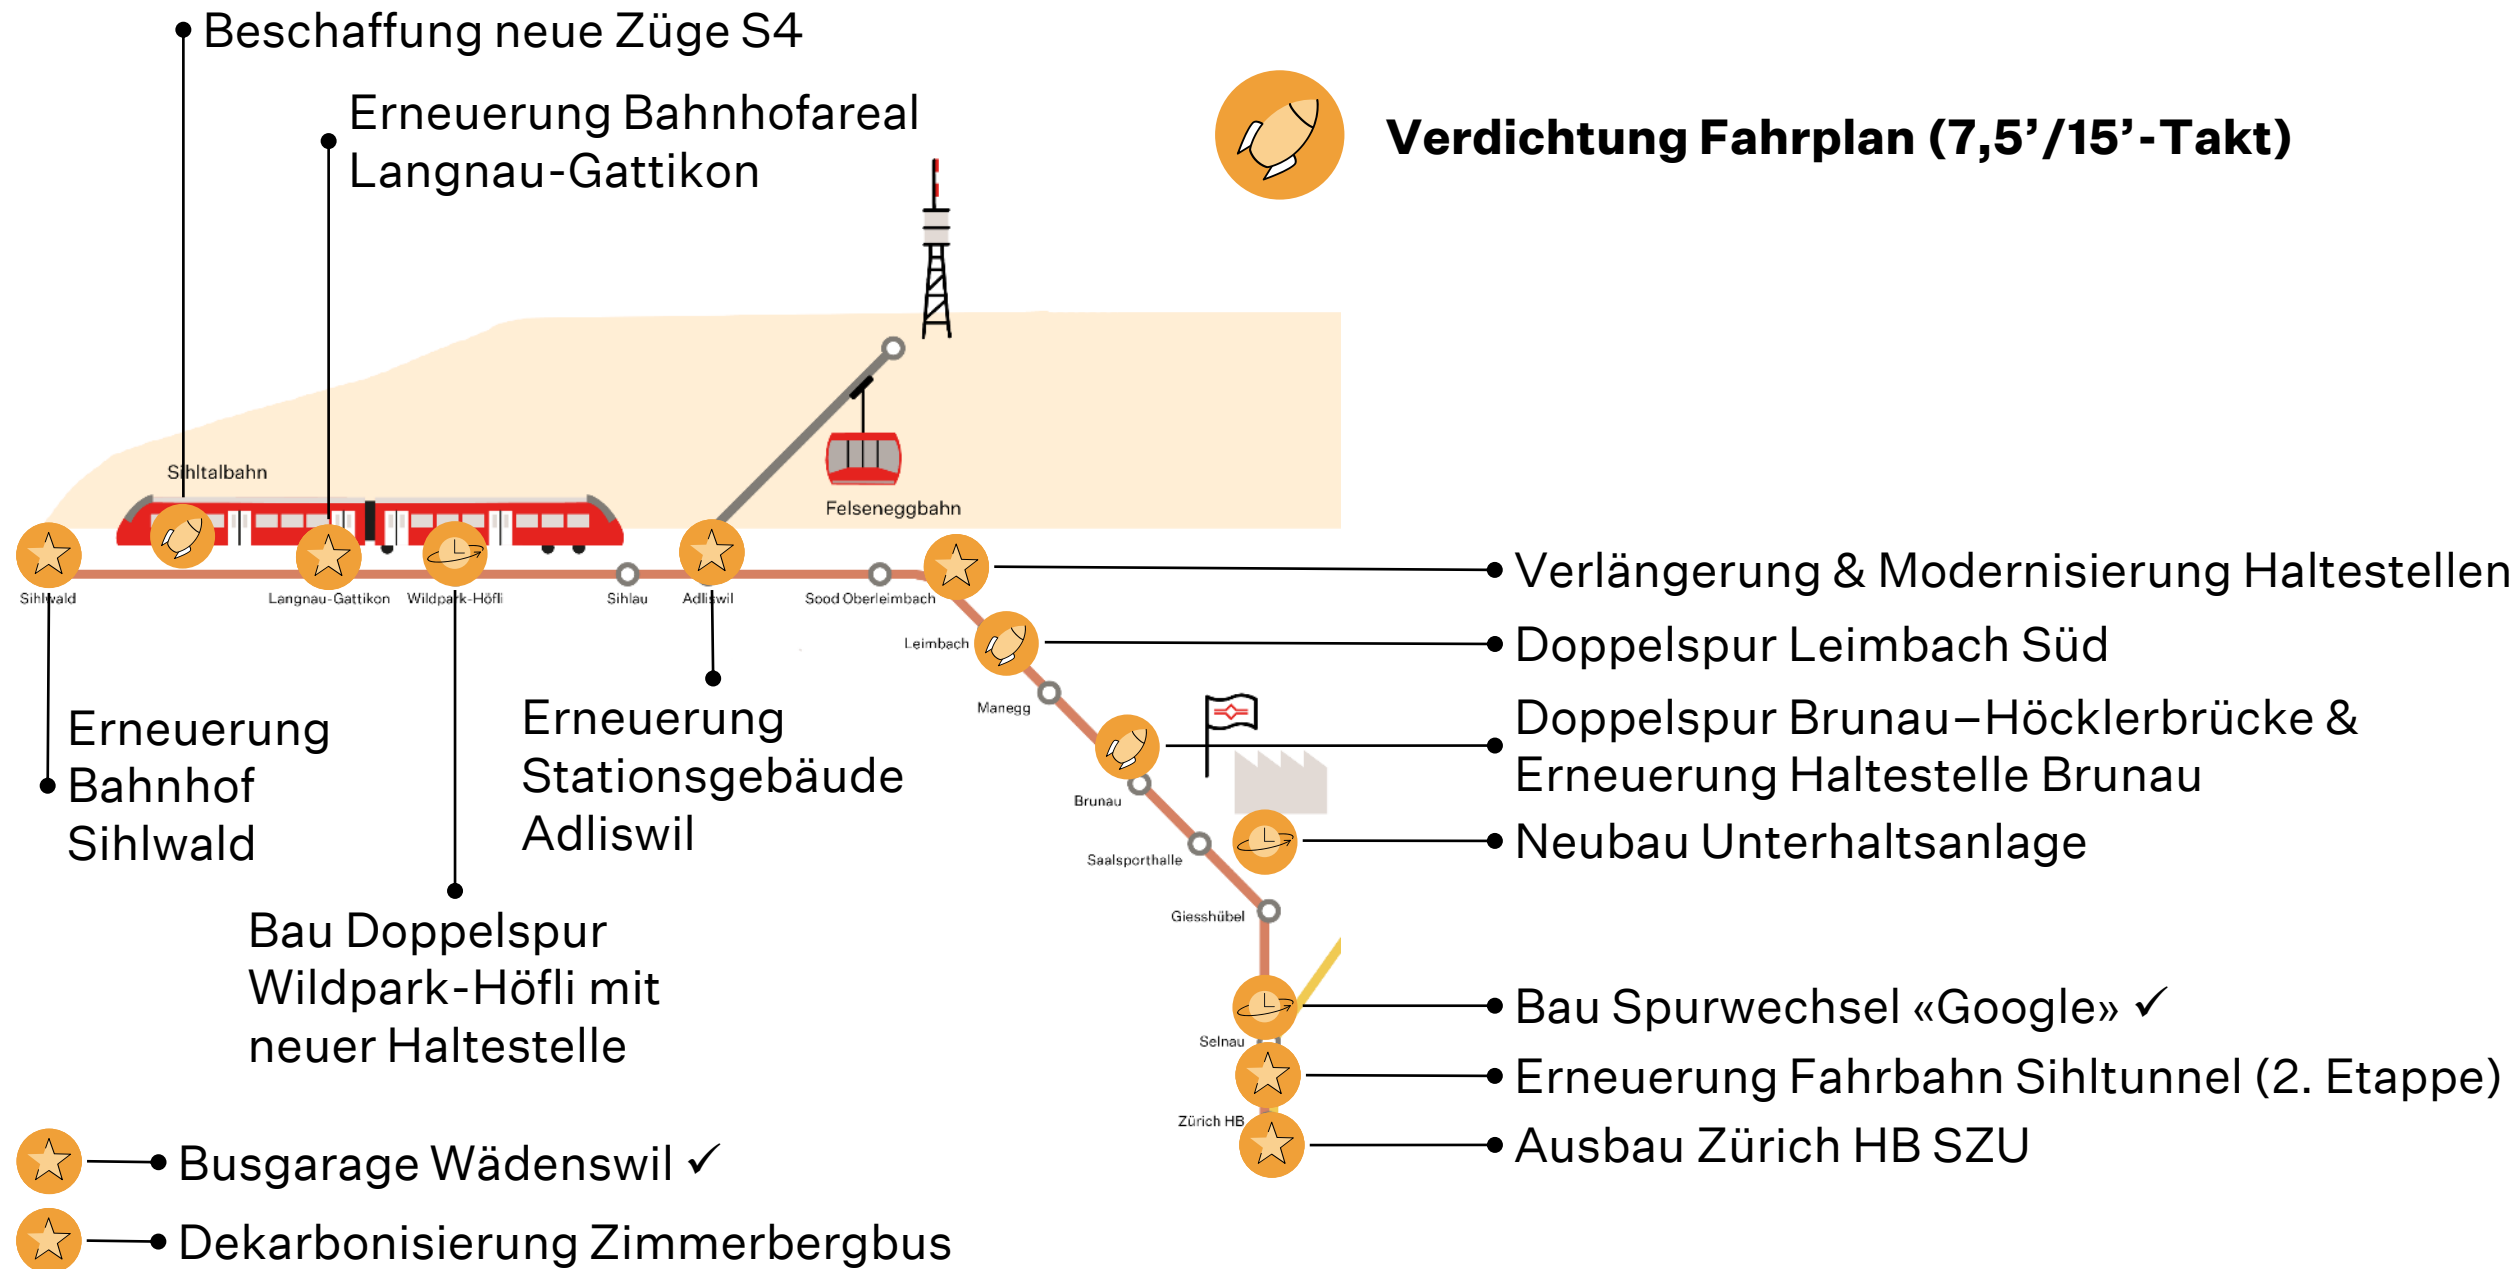 Beschaffung neue Züge S4
Erneuerung Bahnhofareal
Langnau-Gattikon
Verdichtung Fahrplan (7,5’/15’-Takt)
Sihltalbahn
Felseneggbahn
Sihlwald
Langnau-Gattikon
Wildpark-Höfli
Sihlau
Adliswil
Sood Oberleimbach
Leimbach
Manegg
Brunau
Saalsporthalle
Giesshübel
Selnau
Zürich HB
Verlängerung & Modernisierung Haltestellen
Doppelspur Leimbach Süd
Doppelspur Brunau–Höcklerbrücke &
Erneuerung Haltestelle Brunau
Neubau Unterhaltsanlage
Bau Spurwechsel «Google» ✓
Erneuerung Fahrbahn Sihltunnel (2. Etappe)
Ausbau Zürich HB SZU
Erneuerung
Bahnhof
Sihlwald
Erneuerung
Stationsgebäude
Adliswil
Bau Doppelspur
Wildpark-Höfli mit
neuer Haltestelle
Busgarage Wädenswil ✓
Dekarbonisierung Zimmerbergbus